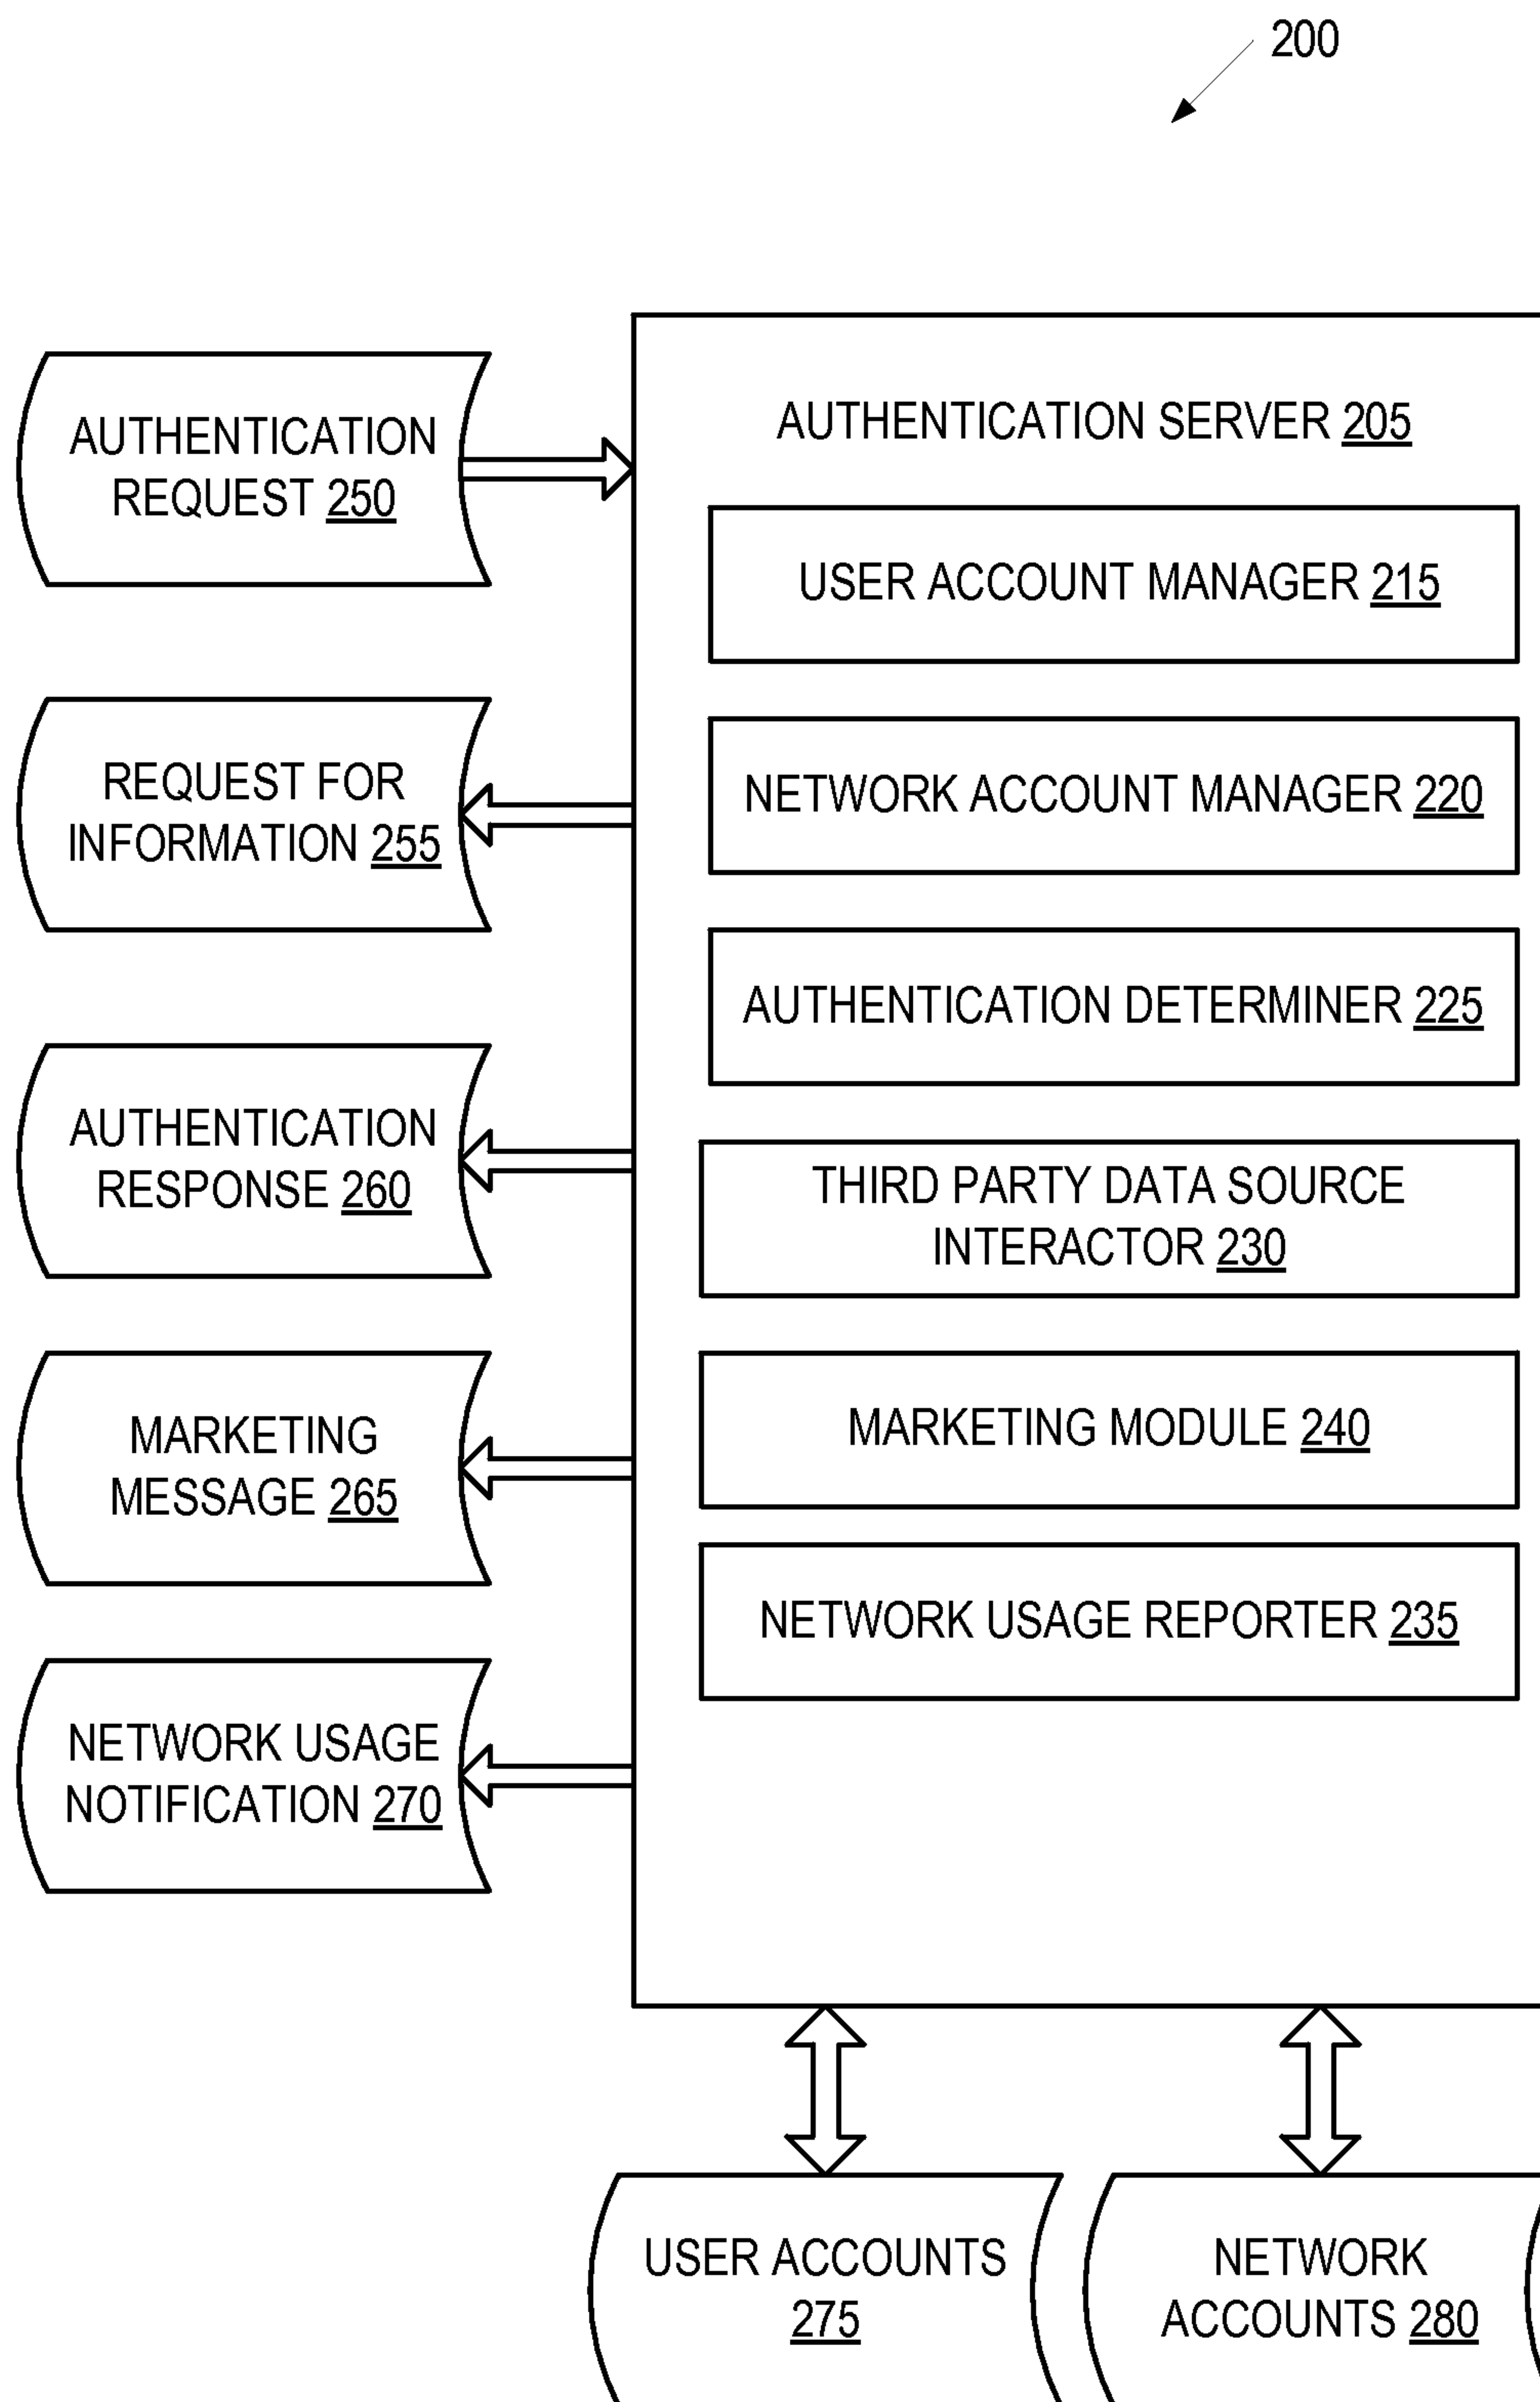 200
AUTHENTICATION
REQUEST 250
REQUEST FOR
INFORMATION 255
AUTHENTICATION
RESPONSE 260
MARKETING
MESSAGE 265
NETWORK USAGE
NOTIFICATION 270
AUTHENTICATION SERVER 205
USER ACCOUNT MANAGER 215
NETWORK ACCOUNT MANAGER 220
AUTHENTICATION DETERMINER 225
THIRD PARTY DATA SOURCE
INTERACTOR 230
MARKETING MODULE 240
NETWORK USAGE REPORTER 235
USER ACCOUNTS
275
NETWORK
ACCOUNTS 280